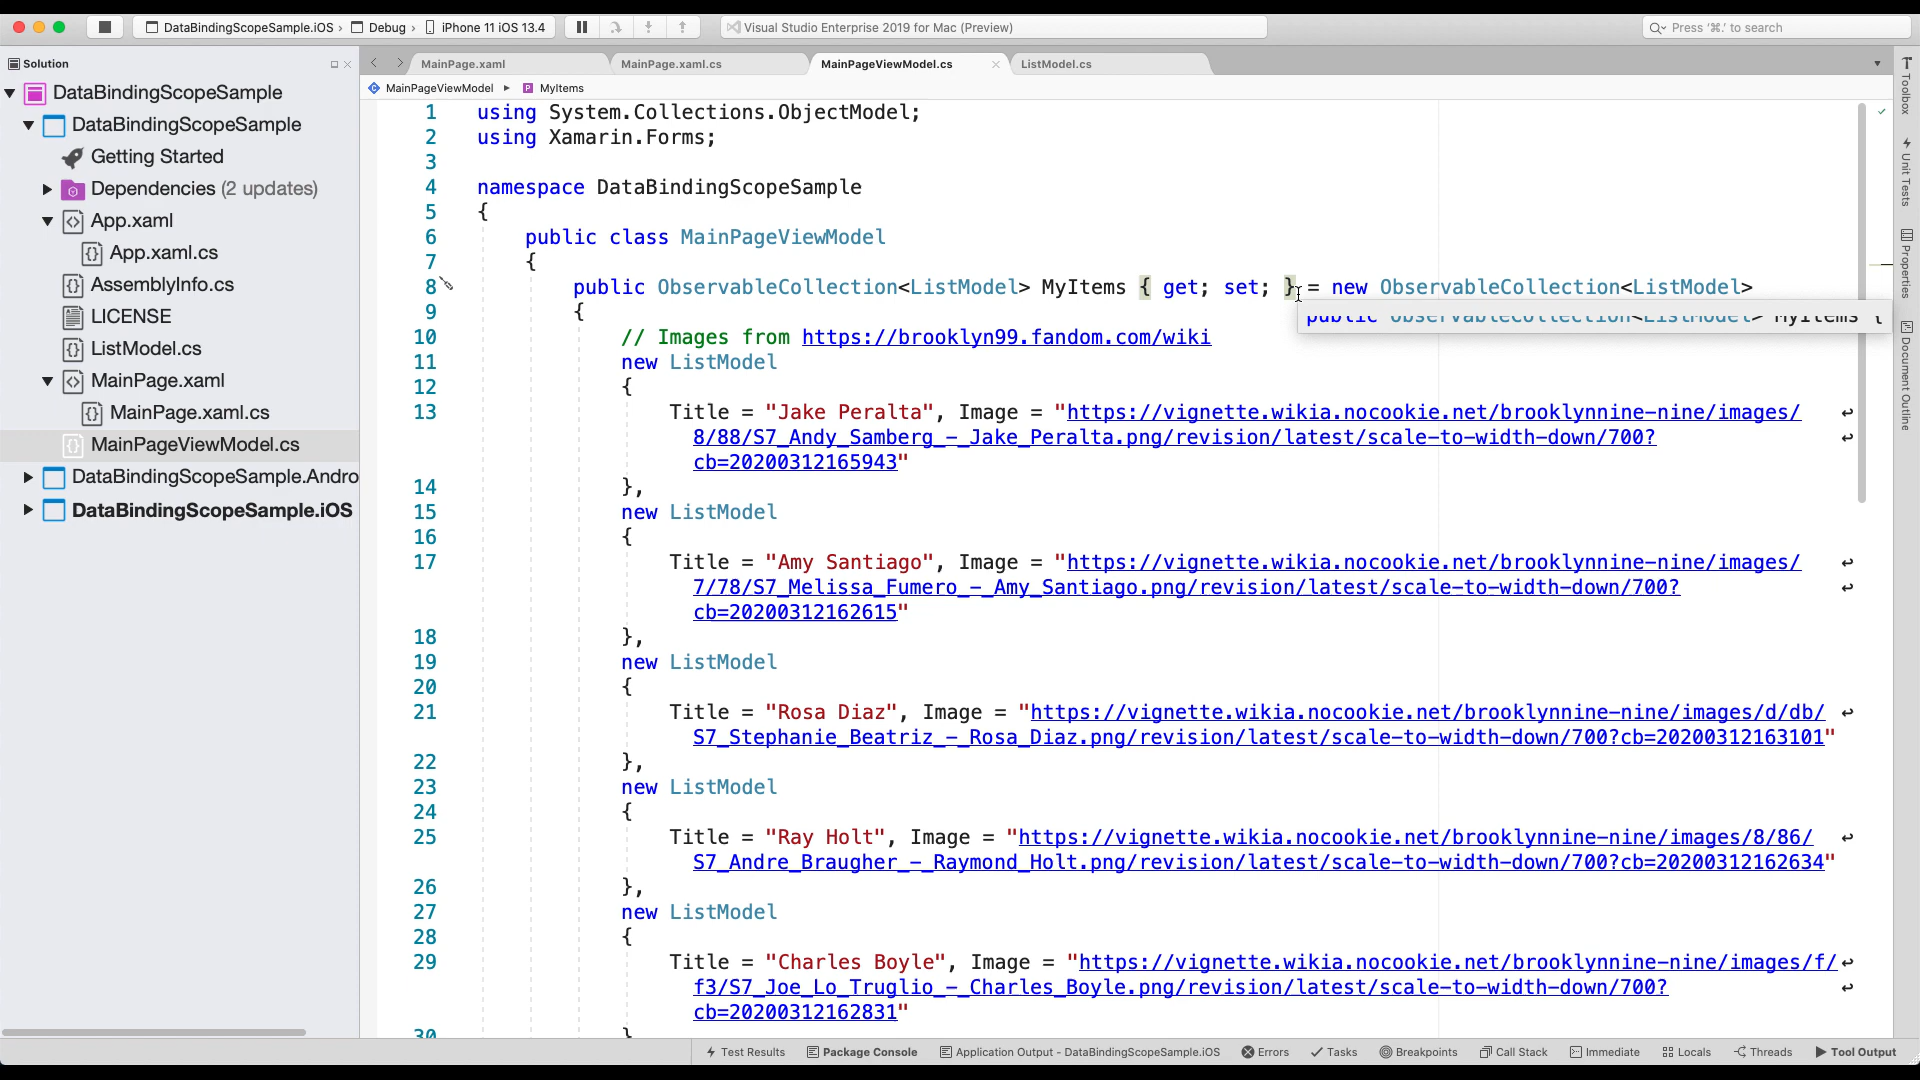 DataBindingScopeSample.iOS
Debug
iPhone 11 iOS 13.4
Visual Studio Enterprise 2019 for Mac (Preview)
Press '⌘.' to search
Solution
DataBindingScopeSample
DataBindingScopeSample
Getting Started
Dependencies (2 updates)
App.xaml
App.xaml.cs
AssemblyInfo.cs
LICENSE
ListModel.cs
MainPage.xaml
MainPage.xaml.cs
MainPageViewModel.cs
DataBindingScopeSample.Andro
DataBindingScopeSample.iOS
MainPage.xaml
MainPage.xaml.cs
MainPageViewModel.cs
ListModel.cs
MainPageViewModel
MyItems
1 using System.Collections.ObjectModel;
2 using Xamarin.Forms;
3
4 namespace DataBindingScopeSample
5 {
6 public class MainPageViewModel
7 {
8 public ObservableCollection<ListModel> MyItems { get; set; } = new ObservableCollection<ListModel>
public ObservableCollection<ListModel> MyItems {
9 {
10 // Images from https://brooklyn99.fandom.com/wiki
11 new ListModel
12 {
13 Title = "Jake Peralta", Image = "https://vignette.wikia.nocookie.net/brooklynnine-nine/images/
8/88/S7_Andy_Samberg_-_Jake_Peralta.png/revision/latest/scale-to-width-down/700?
cb=20200312165943"
14 },
15 new ListModel
16 {
17 Title = "Amy Santiago", Image = "https://vignette.wikia.nocookie.net/brooklynnine-nine/images/
7/78/S7_Melissa_Fumero_-_Amy_Santiago.png/revision/latest/scale-to-width-down/700?
cb=20200312162615"
18 },
19 new ListModel
20 {
21 Title = "Rosa Diaz", Image = "https://vignette.wikia.nocookie.net/brooklynnine-nine/images/d/db/
S7_Stephanie_Beatriz_-_Rosa_Diaz.png/revision/latest/scale-to-width-down/700?cb=20200312163101"
22 },
23 new ListModel
24 {
25 Title = "Ray Holt", Image = "https://vignette.wikia.nocookie.net/brooklynnine-nine/images/8/86/
S7_Andre_Braugher_-_Raymond_Holt.png/revision/latest/scale-to-width-down/700?cb=20200312162634"
26 },
27 new ListModel
28 {
29 Title = "Charles Boyle", Image = "https://vignette.wikia.nocookie.net/brooklynnine-nine/images/f/
f3/S7_Joe_Lo_Truglio_-_Charles_Boyle.png/revision/latest/scale-to-width-down/700?
cb=20200312162831"
30 }
Toolbox
Unit Tests
Properties
Document Outline
Test Results
Package Console
Application Output - DataBindingScopeSample.iOS
Errors
Tasks
Breakpoints
Call Stack
Immediate
Locals
Threads
Tool Output